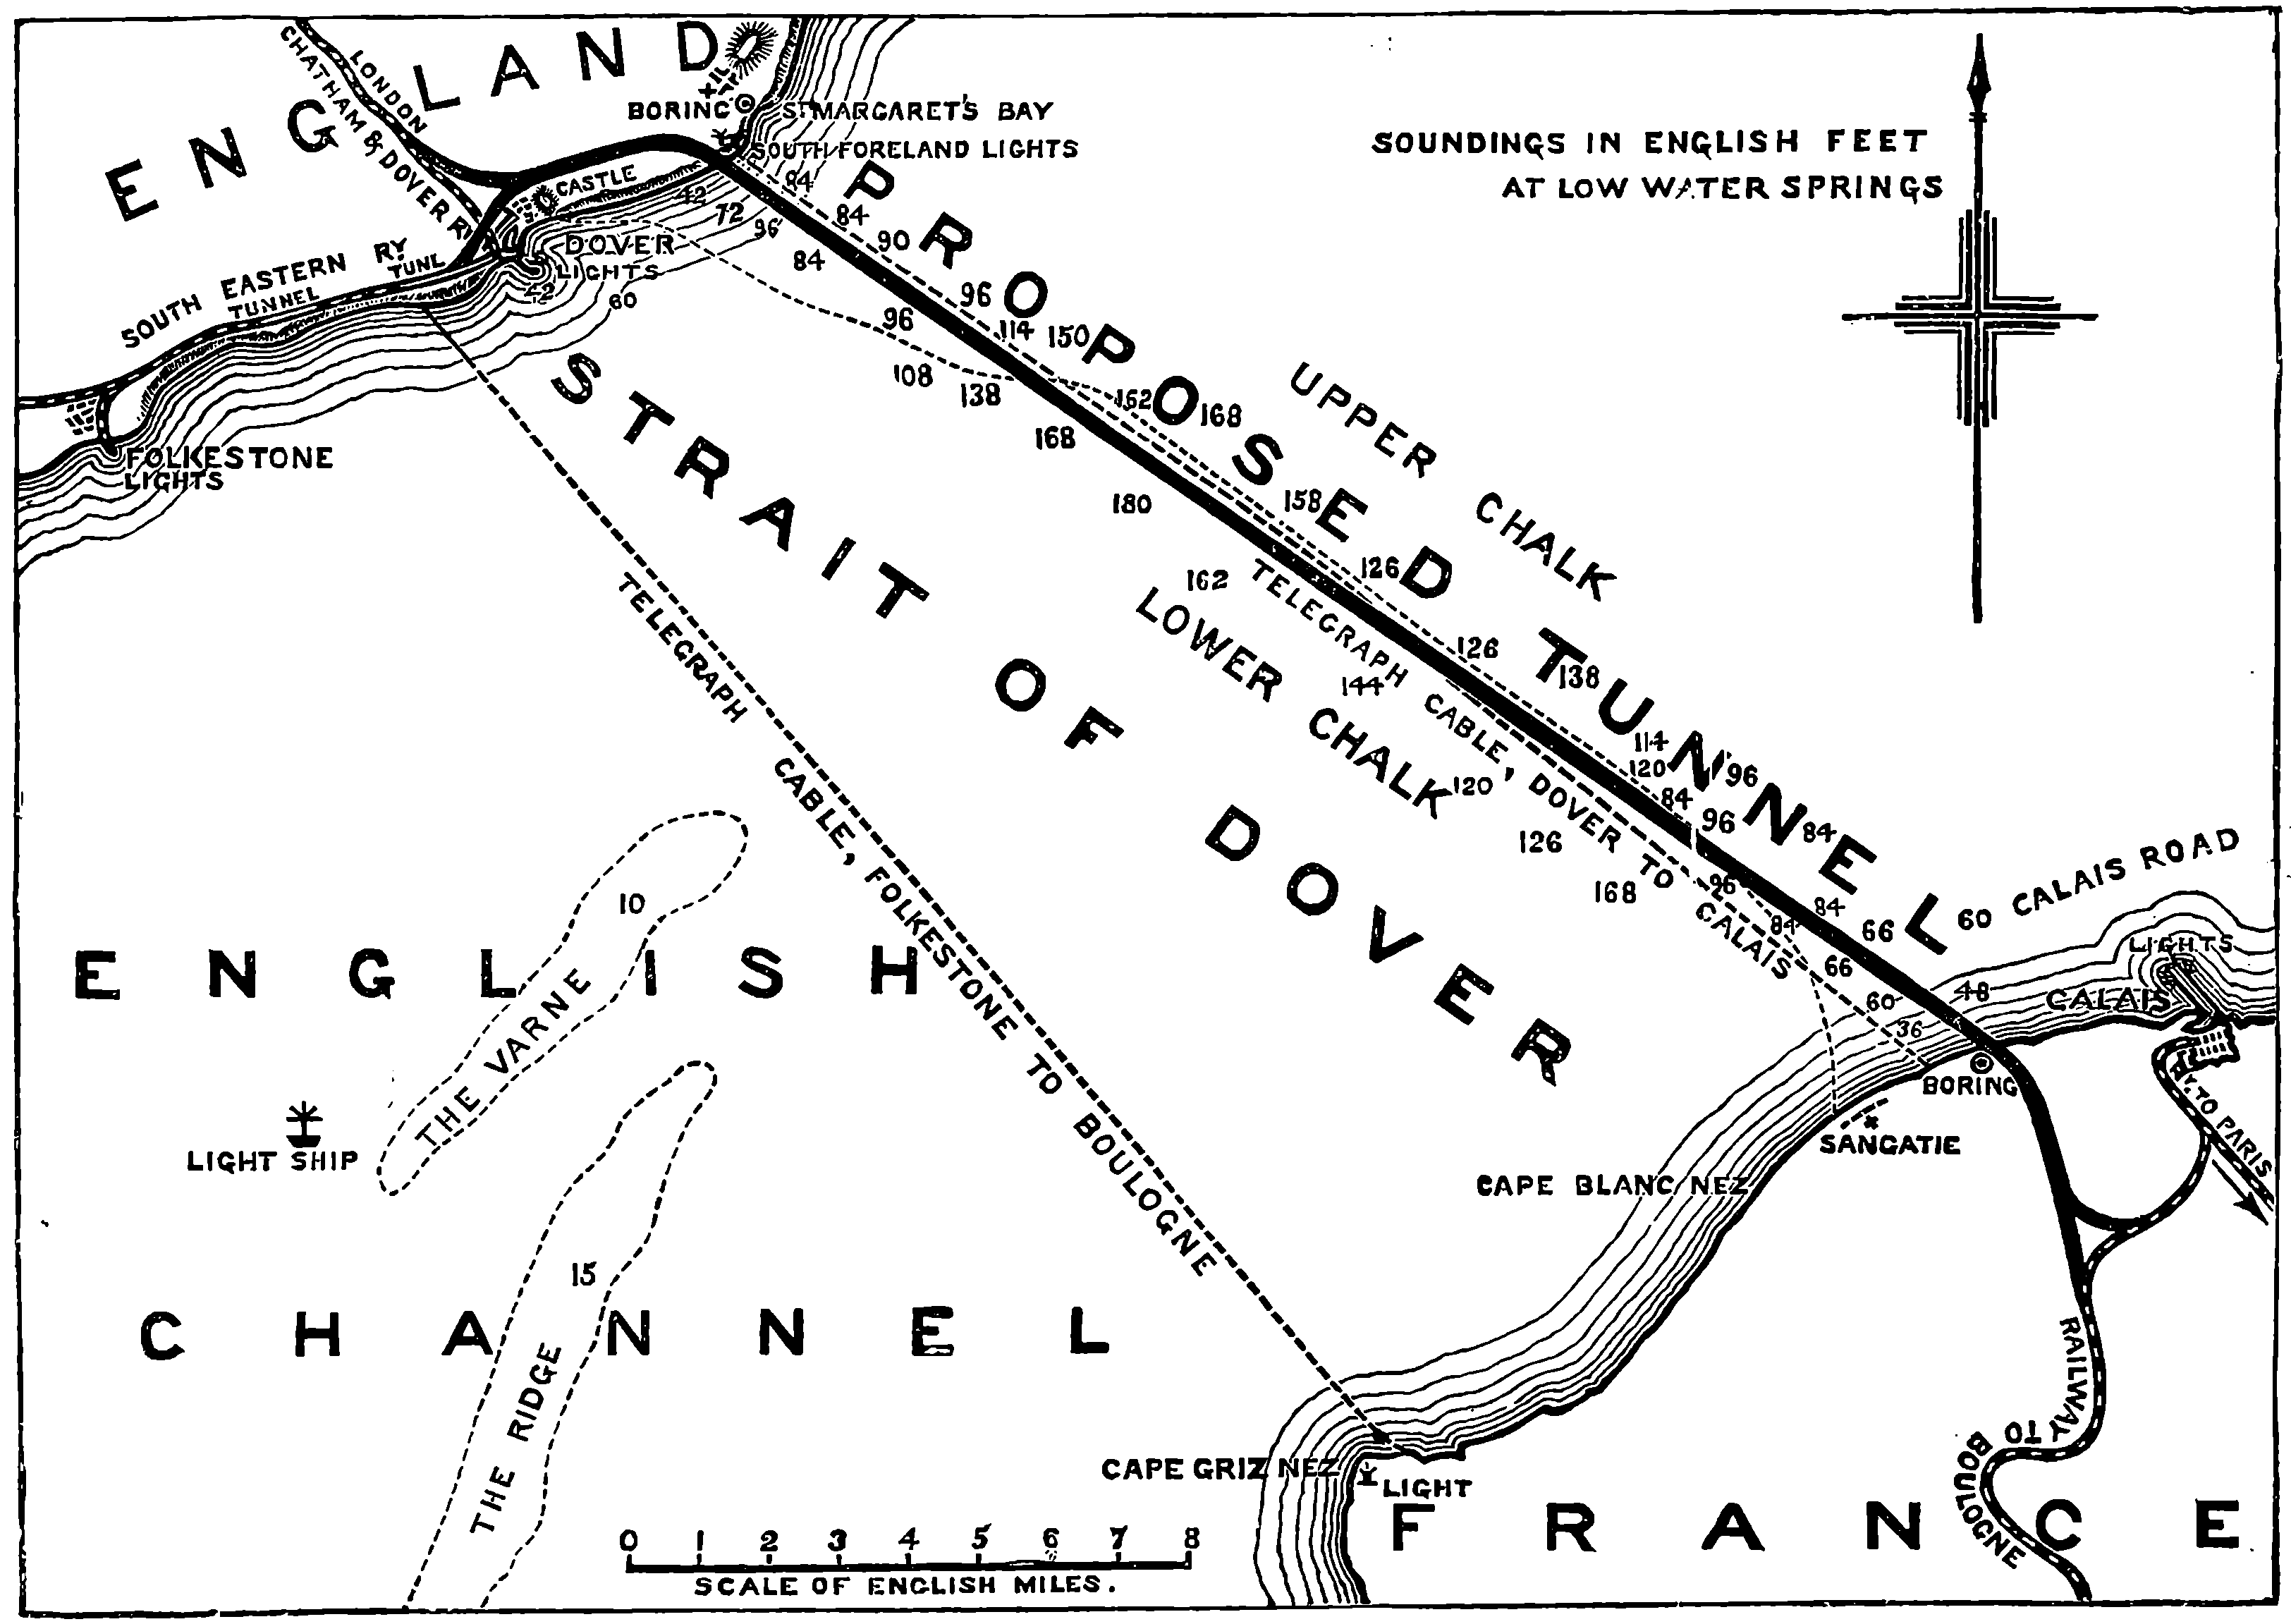 ENGLAND
LONDON
CHATHAM & DOVER RY
BORING
ST MARGARET'S BAY
SOUTH FORELAND LIGHTS
CASTLE
SOUNDINGS IN ENGLISH FEET
AT LOW WATER SPRINGS
SOUTH EASTERN RY
TUNL
TUNNEL
DOVER
LIGHTS
FOLKESTONE
LIGHTS
42
60
42
72
96
84
84
84
90
96
96
114
150
108
138
162
168
168
180
158
162
126
126
138
144
114
120
96
84
96
84
120
126
168
96
84
84
66
60
66
60
48
36
PROPOSED TUNNEL
UPPER CHALK
LOWER CHALK
STRAIT OF DOVER
TELEGRAPH CABLE, DOVER TO CALAIS
TELEGRAPH CABLE, FOLKESTONE TO BOULOGNE
CALAIS ROAD
LIGHTS
CALAIS
RY TO PARIS
BORING
SANGATIE
CAPE BLANC NEZ
ENGLISH
CHANNEL
10
THE VARNE
LIGHT SHIP
15
THE RIDGE
CAPE GRIZ NEZ
LIGHT
RAILWAY TO BOULOGNE
FRANCE
0 1 2 3 4 5 6 7 8
SCALE OF ENGLISH MILES.